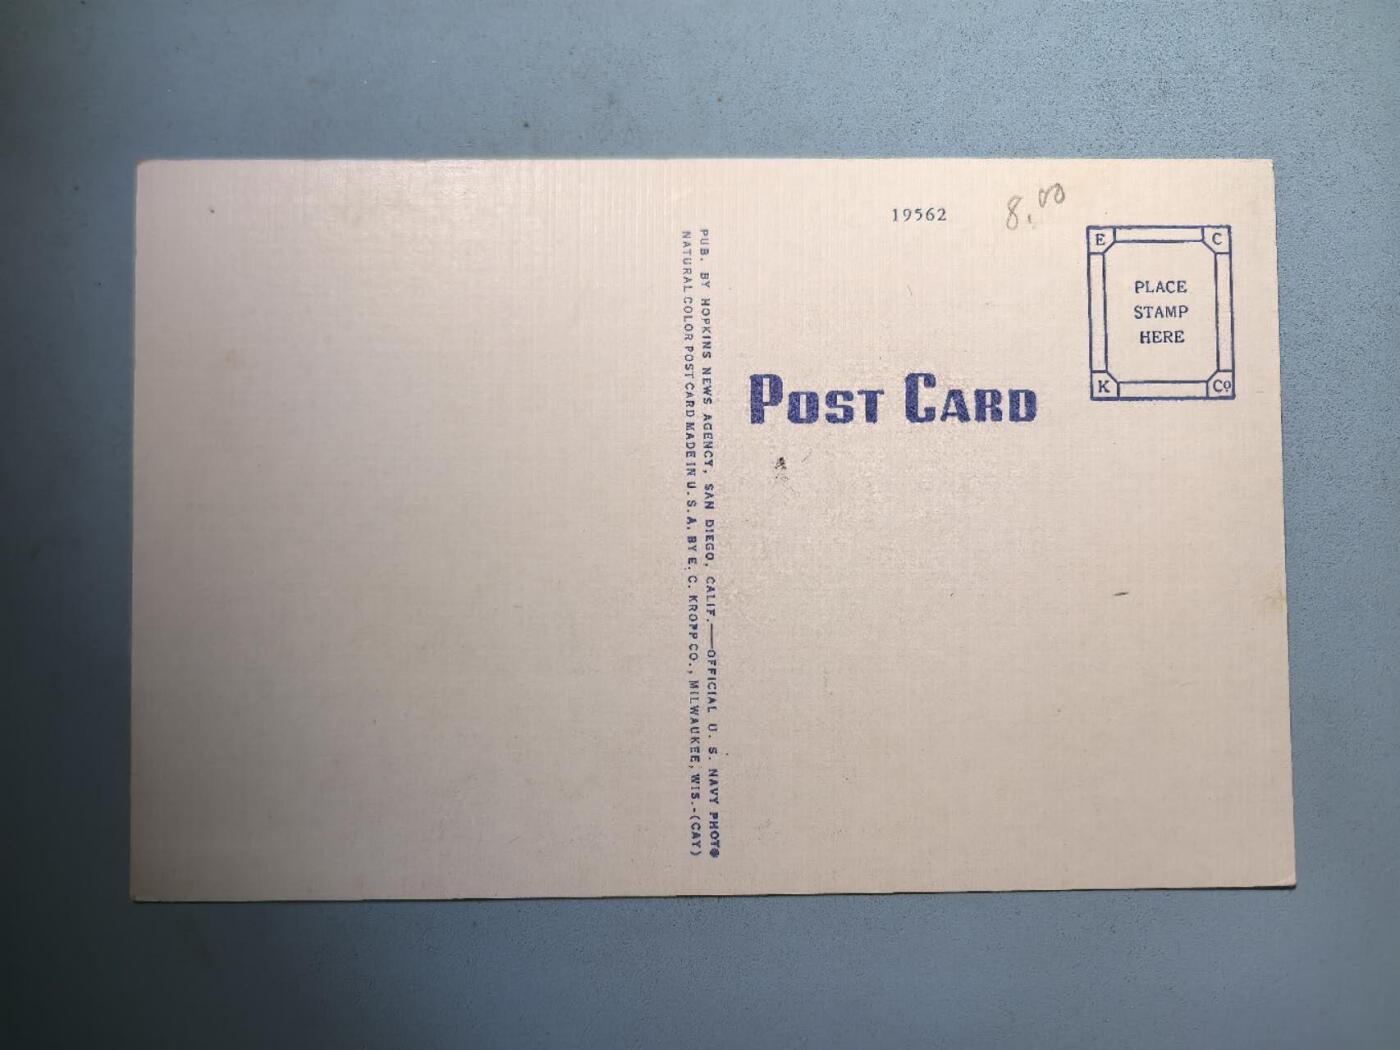 19562
8.00
E C
PLACE
STAMP
HERE
K Co
POST CARD
PUB. BY HOPKINS NEWS AGENCY, SAN DIEGO, CALIF.—OFFICIAL U. S. NAVY PHOTO
NATURAL COLOR POST CARD MADE IN U. S. A. BY E. C. KROPP CO., MILWAUKEE, WIS.-(CAY)